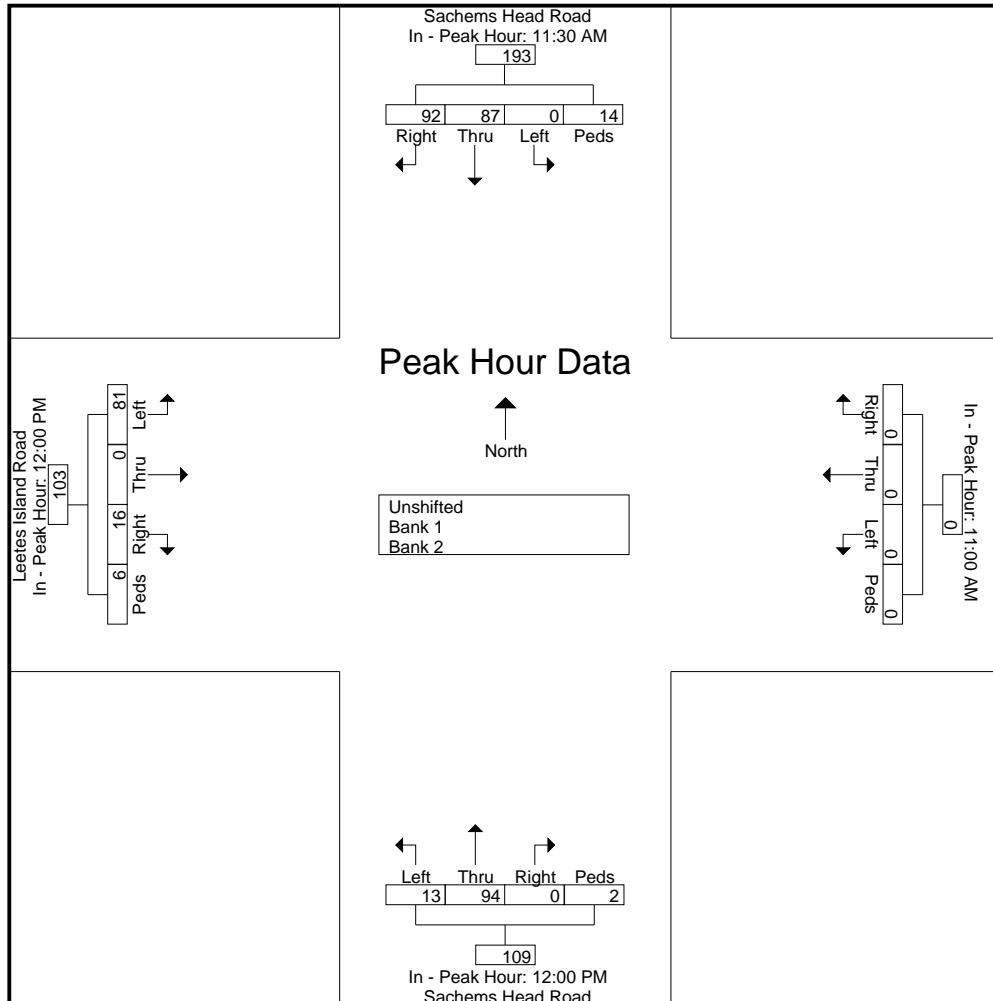 Sachems Head Road
In - Peak Hour: 11:30 AM
193
92 87 0 14
Right Thru Left Peds
Peak Hour Data
North
Unshifted
Bank 1
Bank 2
Leetes Island Road
In - Peak Hour: 12:00 PM
103
81 0 16 6
Left Thru Right Peds
In - Peak Hour: 11:00 AM
0
0 0 0 0
Right Thru Left Peds
Left Thru Right Peds
13 94 0 2
109
In - Peak Hour: 12:00 PM
Sachems Head Road